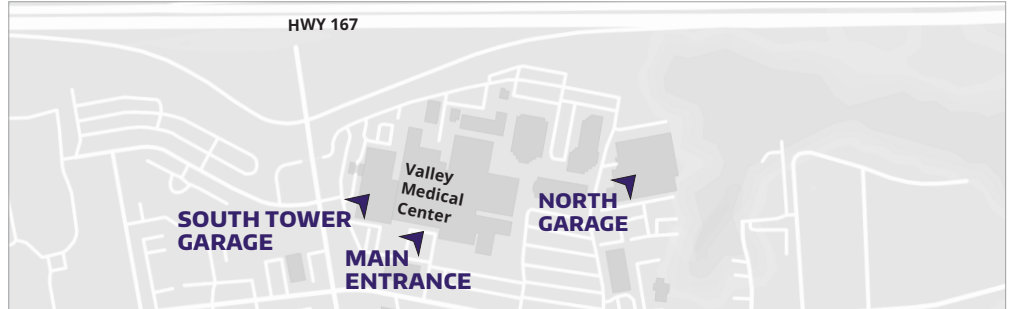 HWY 167
Valley
Medical
Center
SOUTH TOWER
GARAGE
MAIN
ENTRANCE
NORTH
GARAGE